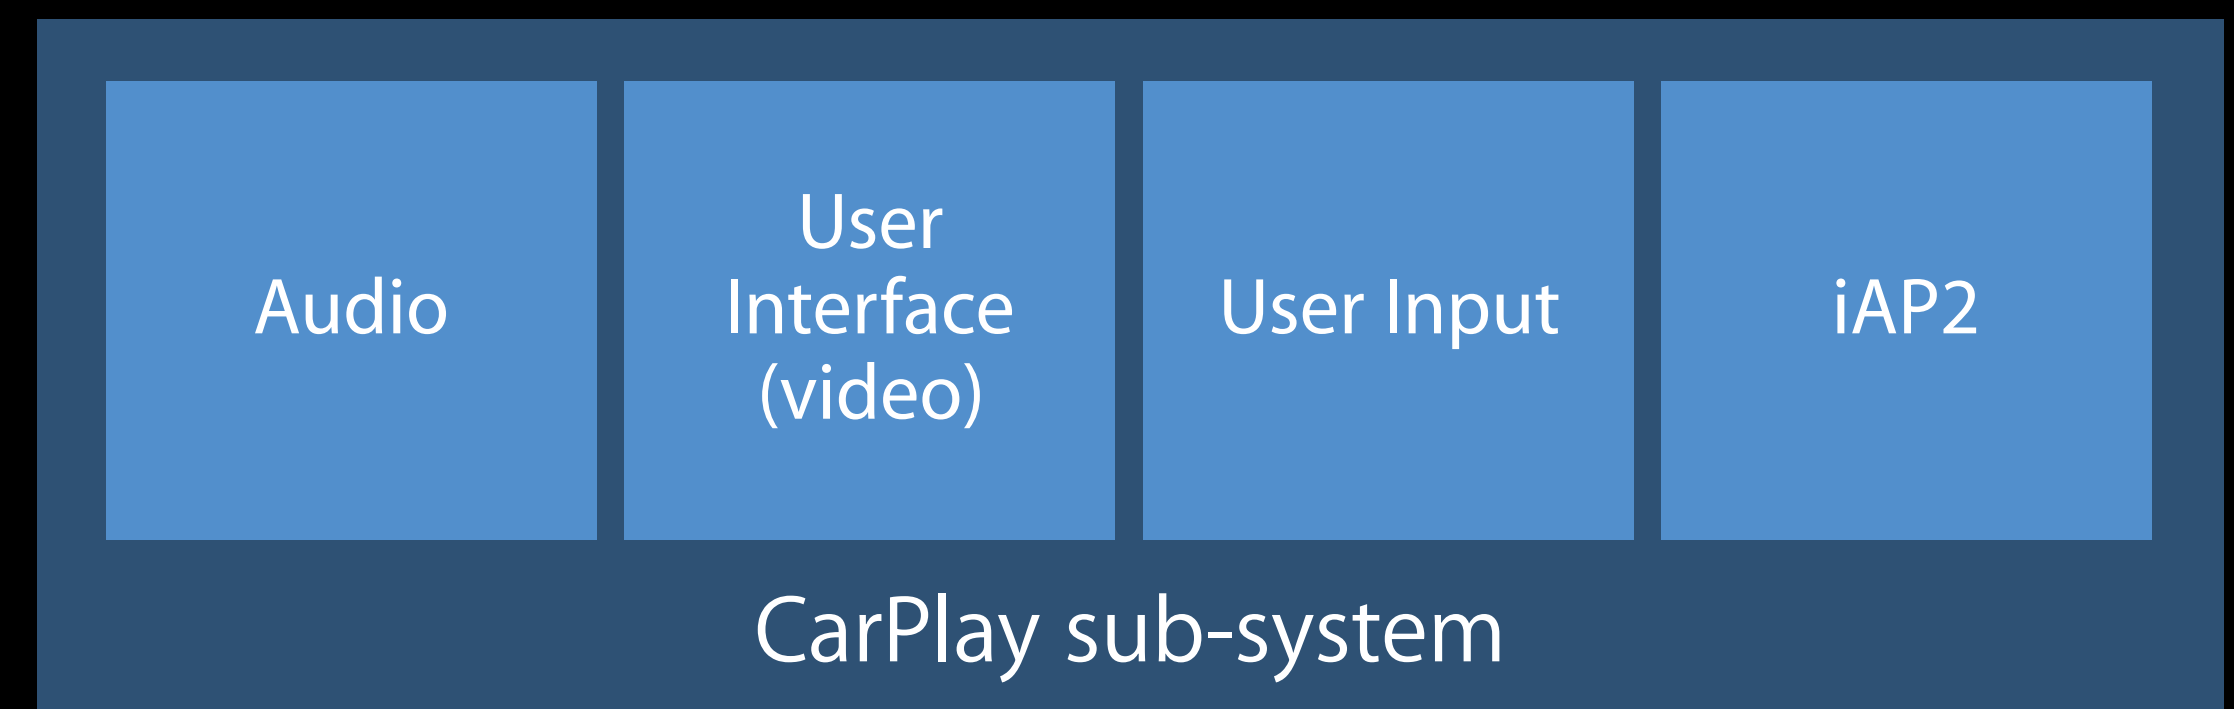 Audio
User
Interface
(video)
User Input
iAP2
CarPlay sub-system